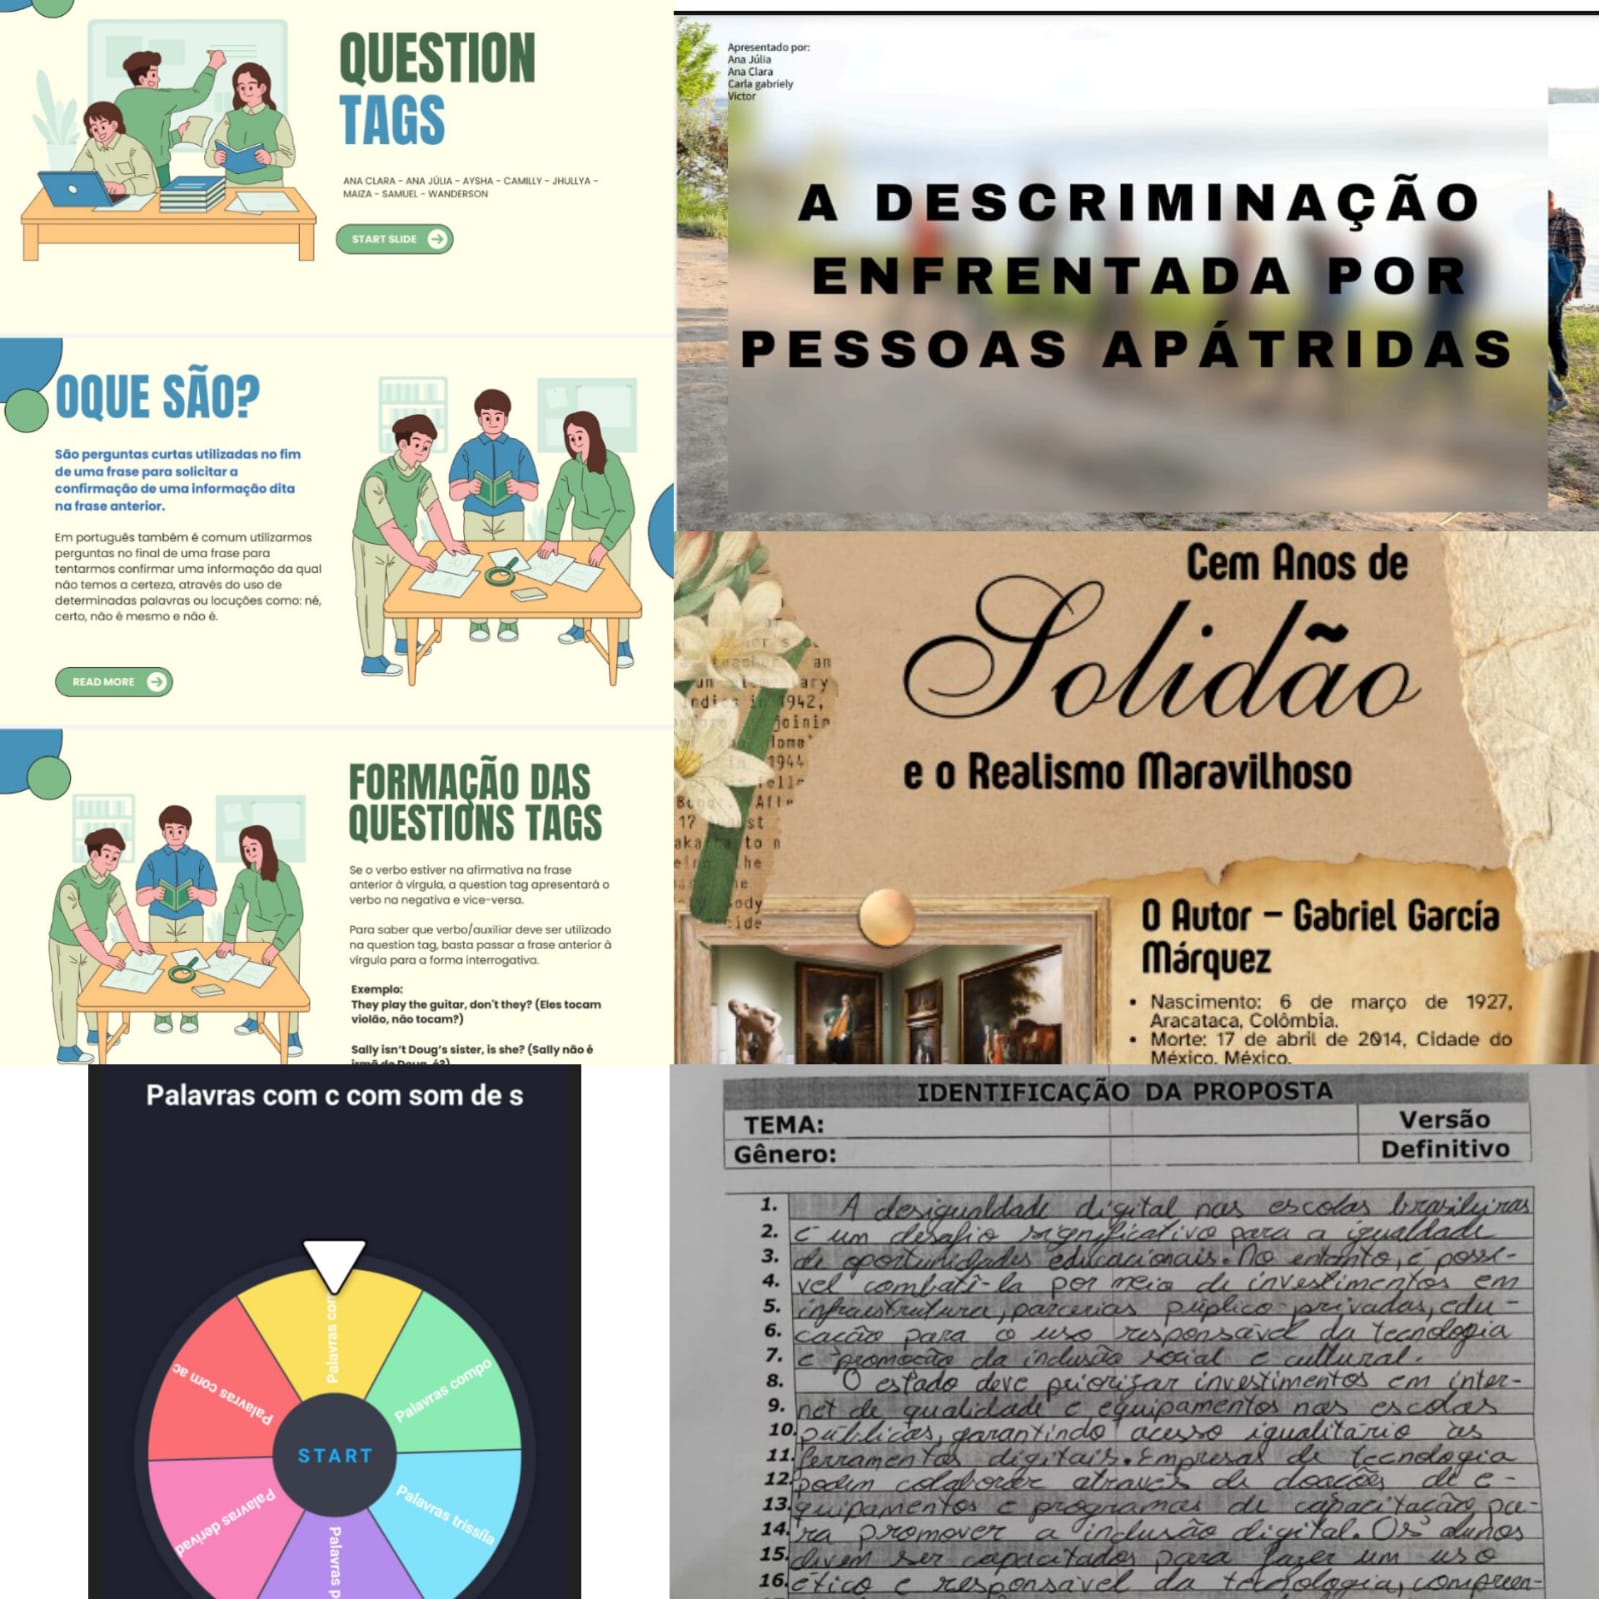 QUESTION
TAGS
ANA CLARA - ANA JÚLIA - AYSHA - CAMILLY - JHULLYA -
MAIZA - SAMUEL - WANDERSON
START SLIDE
OQUE SÃO?
São perguntas curtas utilizadas no fim
de uma frase para solicitar a
confirmação de uma informação dita
na frase anterior.
Em português também é comum utilizarmos
perguntas no final de uma frase para
tentarmos confirmar uma informação da qual
não temos a certeza, através do uso de
determinadas palavras ou locuções como: né,
certo, não é mesmo e não é.
READ MORE
FORMAÇÃO DAS
QUESTIONS TAGS
Se o verbo estiver na afirmativa na frase
anterior à vírgula, a question tag apresentará o
verbo na negativa e vice-versa.
Para saber que verbo/auxiliar deve ser utilizado
na question tag, basta passar a frase anterior à
vírgula para a forma interrogativa.
Exemplo:
They play the guitar, don't they? (Eles tocam
violão, não tocam?)
Sally isn't Doug's sister, is she? (Sally não é
irmã do Doug, é?)
Apresentado por:
Ana Júlia
Ana Clara
Carla gabriely
Victor
A DESCRIMINAÇÃO
ENFRENTADA POR
PESSOAS APÁTRIDAS
Cem Anos de
Solidão
e o Realismo Maravilhoso
an
ary
1942,
joinin
1944
17
to
he
O Autor – Gabriel García
Márquez
• Nascimento: 6 de março de 1927,
Aracataca, Colômbia.
• Morte: 17 de abril de 2014, Cidade do
México, México.
Palavras com c com som de s
Palavras con
Palavras compo
Palavras trissíla
Palavras p
Palavras derivad
Palavras com ac
START
IDENTIFICAÇÃO DA PROPOSTA
TEMA:
Versão
Gênero:
Definitivo
1. A desigualdade digital nas escolas brasileiras
2. é um desafio significativo para a igualdade
3. de oportunidades educacionais. No entanto, é possí-
4. vel combatê-la por meio de investimentos em
5. infraestrutura, parcerias público-privadas, edu-
6. cação para o uso responsável da tecnologia
7. e promoção da inclusão social e cultural.
8. O estado deve priorizar investimentos em inter-
9. net de qualidade e equipamentos nas escolas
10. públicas, garantindo acesso igualitário às
11. ferramentas digitais. Empresas de tecnologia
12. podem colaborar através de doações de e-
13. quipamentos e programas de capacitação pa-
14. ra promover a inclusão digital. Os alunos
15. devem ser capacitados para fazer um uso
16. ético e responsável da tecnologia, compreen-